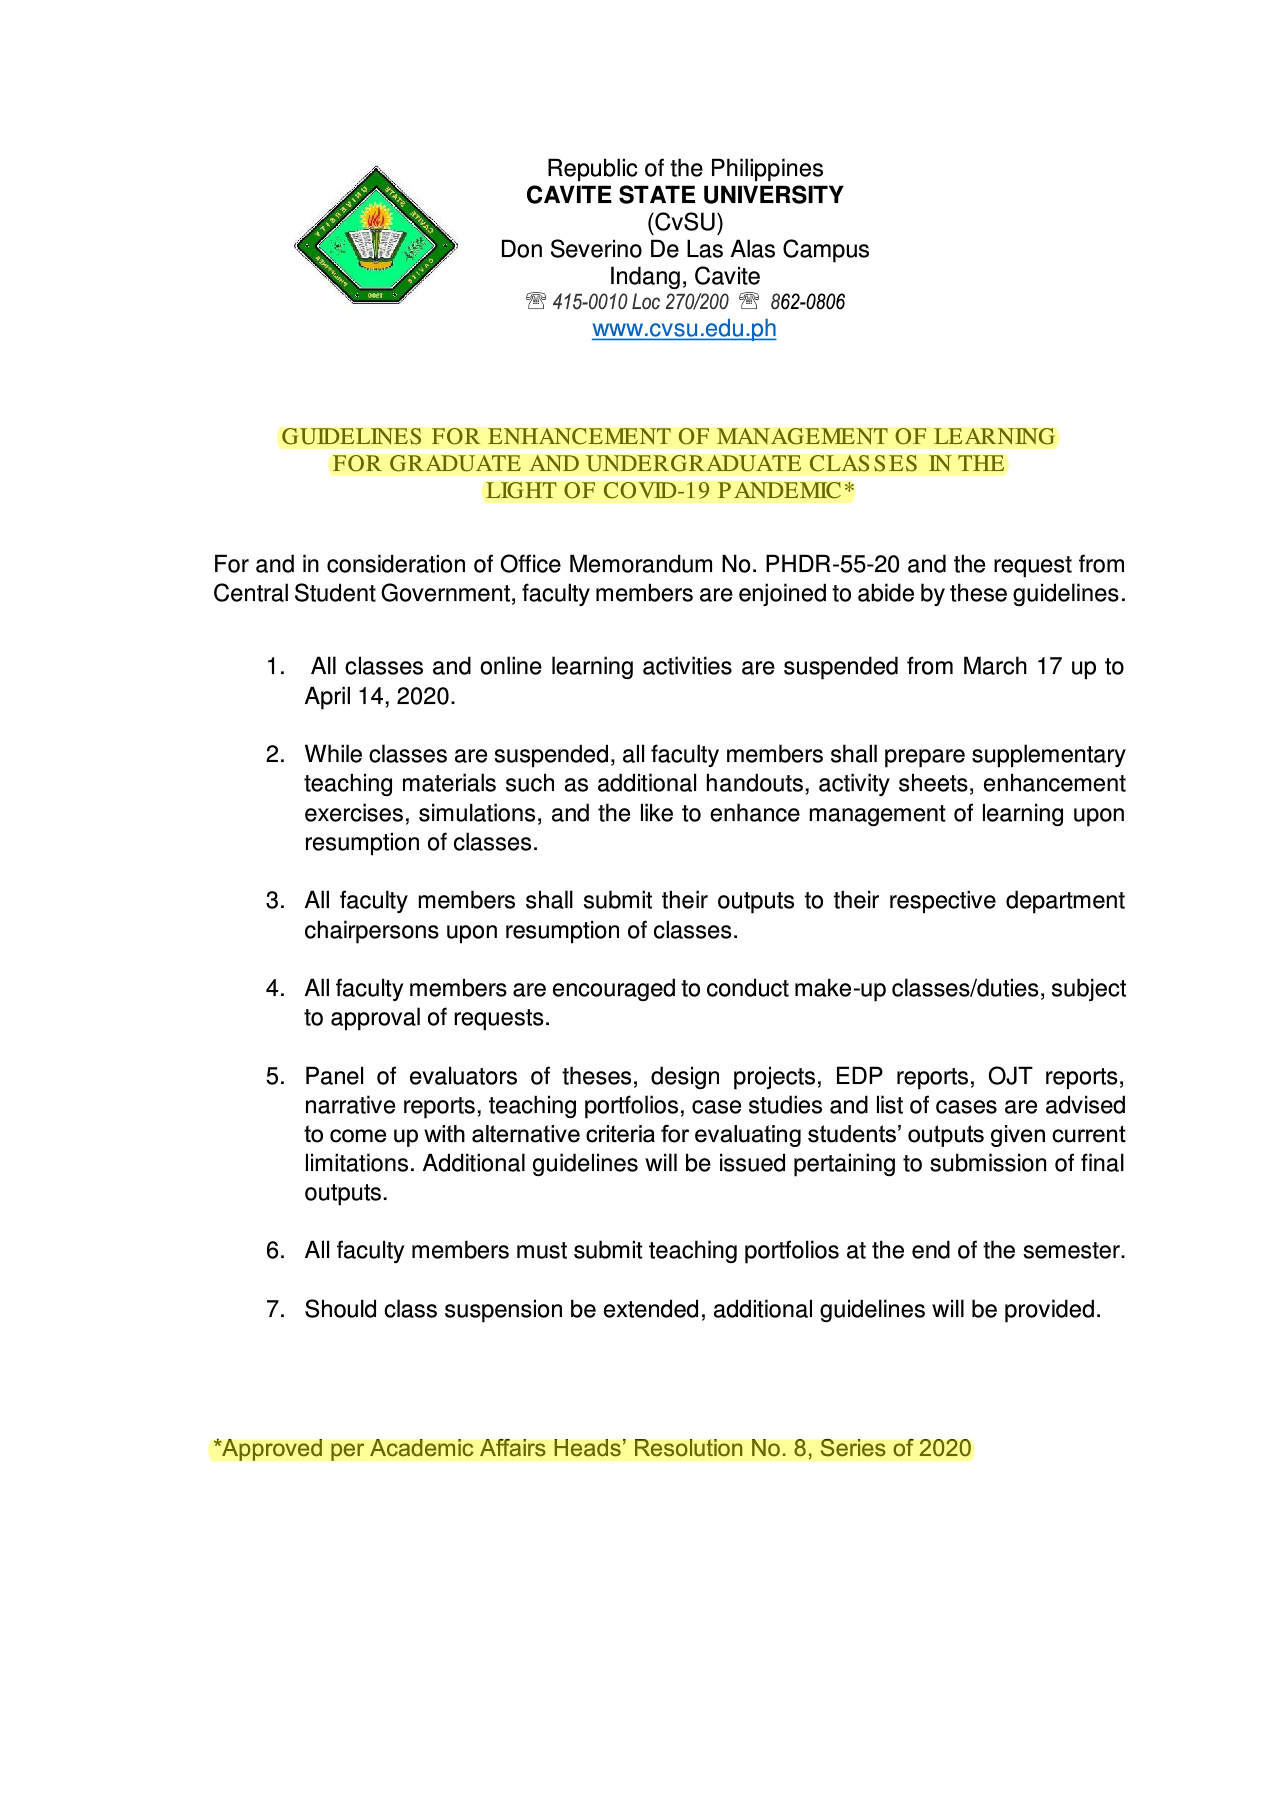 Republic of the Philippines
CAVITE STATE UNIVERSITY
(CvSU)
Don Severino De Las Alas Campus
Indang, Cavite
☏ 415-0010 Loc 270/200 ☏ 862-0806
www.cvsu.edu.ph
GUIDELINES FOR ENHANCEMENT OF MANAGEMENT OF LEARNING
FOR GRADUATE AND UNDERGRADUATE CLASSES IN THE
LIGHT OF COVID-19 PANDEMIC*
For and in consideration of Office Memorandum No. PHDR-55-20 and the request from
Central Student Government, faculty members are enjoined to abide by these guidelines.
1. All classes and online learning activities are suspended from March 17 up to
April 14, 2020.
2. While classes are suspended, all faculty members shall prepare supplementary
teaching materials such as additional handouts, activity sheets, enhancement
exercises, simulations, and the like to enhance management of learning upon
resumption of classes.
3. All faculty members shall submit their outputs to their respective department
chairpersons upon resumption of classes.
4. All faculty members are encouraged to conduct make-up classes/duties, subject
to approval of requests.
5. Panel of evaluators of theses, design projects, EDP reports, OJT reports,
narrative reports, teaching portfolios, case studies and list of cases are advised
to come up with alternative criteria for evaluating students’ outputs given current
limitations. Additional guidelines will be issued pertaining to submission of final
outputs.
6. All faculty members must submit teaching portfolios at the end of the semester.
7. Should class suspension be extended, additional guidelines will be provided.
*Approved per Academic Affairs Heads’ Resolution No. 8, Series of 2020